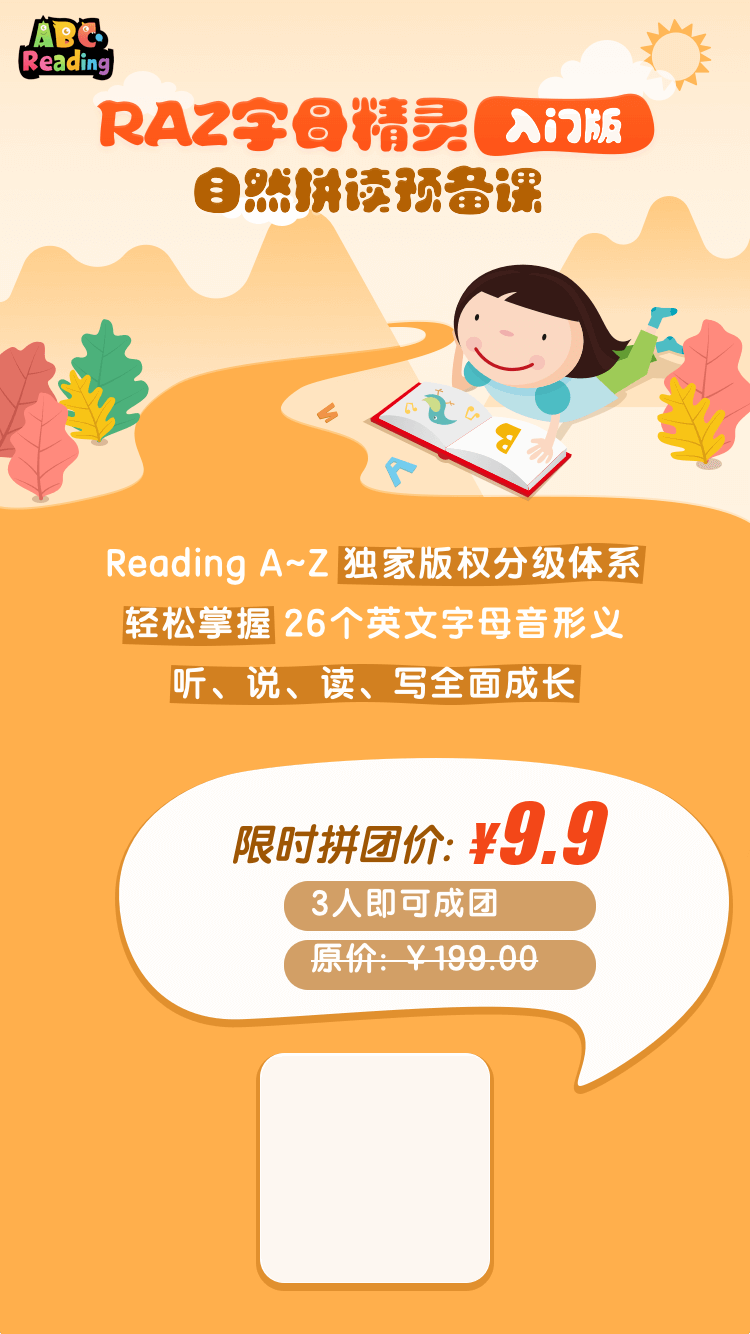 ABC
Reading
RAZ字母精灵 入门版
自然拼读预备课
B
N
A
Reading A~Z 独家版权分级体系
轻松掌握 26个英文字母音形义
听、说、读、写全面成长
限时拼团价: ¥9.9
3人即可成团
原价: ¥199.00